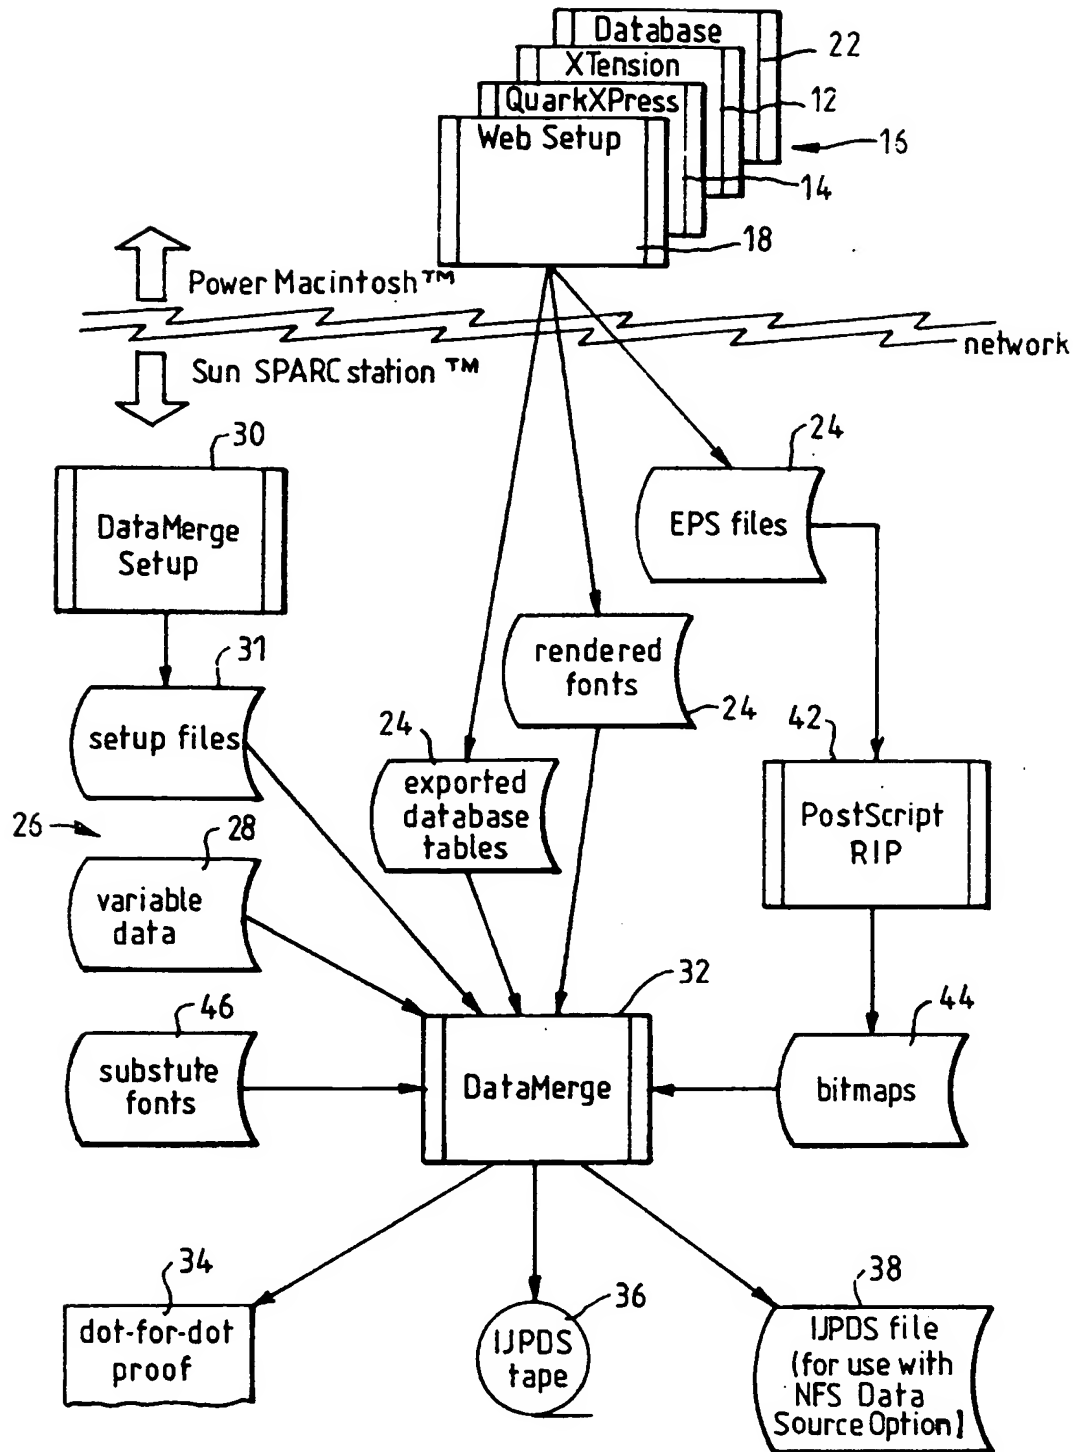 Database
22
XTension
12
QuarkXPress
16
Web Setup
14
18
Power Macintosh™
network
Sun SPARCstation™
30
24
DataMerge
Setup
EPS files
31
rendered
fonts
24
setup files
24
42
exported
database
tables
PostScript
RIP
26
28
variable
data
32
46
44
substute
fonts
DataMerge
bitmaps
34
36
38
dot-for-dot
proof
IJPDS
tape
IJPDS file
(for use with
NFS Data
Source Option)